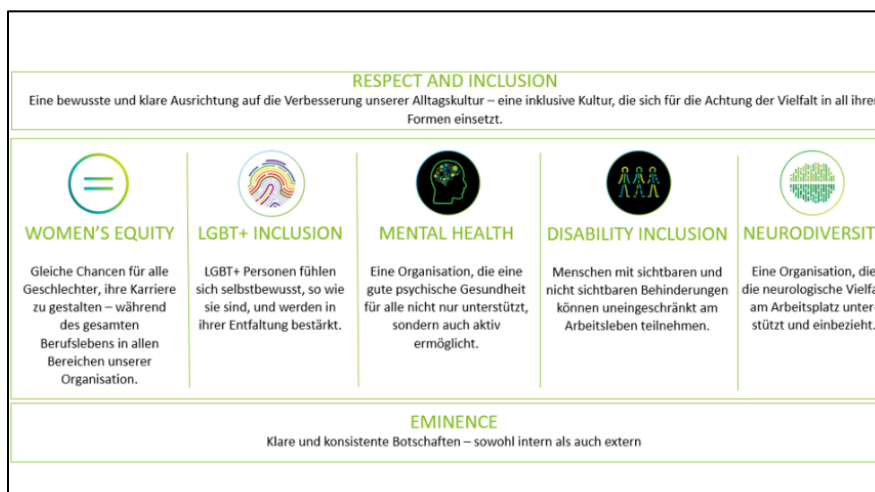 RESPECT AND INCLUSION
Eine bewusste und klare Ausrichtung auf die Verbesserung unserer Alltagskultur – eine inklusive Kultur, die sich für die Achtung der Vielfalt in all ihrer
Formen einsetzt.
WOMEN'S EQUITY
Gleiche Chancen für alle
Geschlechter, ihre Karriere
zu gestalten – während
des gesamten
Berufslebens in allen
Bereichen unserer
Organisation.
LGBT+ INCLUSION
LGBT+ Personen fühlen
sich selbstbewusst, so wie
sie sind, und werden in
ihrer Entfaltung bestärkt.
MENTAL HEALTH
Eine Organisation, die eine
gute psychische Gesundheit
für alle nicht nur unterstützt,
sondern auch aktiv
ermöglicht.
DISABILITY INCLUSION
Menschen mit sichtbaren und
nicht sichtbaren Behinderungen
können uneingeschränkt am
Arbeitsleben teilnehmen.
NEURODIVERSIT
Eine Organisation, die
die neurologische Vielfa
am Arbeitsplatz unter-
stützt und einbezieht.
EMINENCE
Klare und konsistente Botschaften – sowohl intern als auch extern